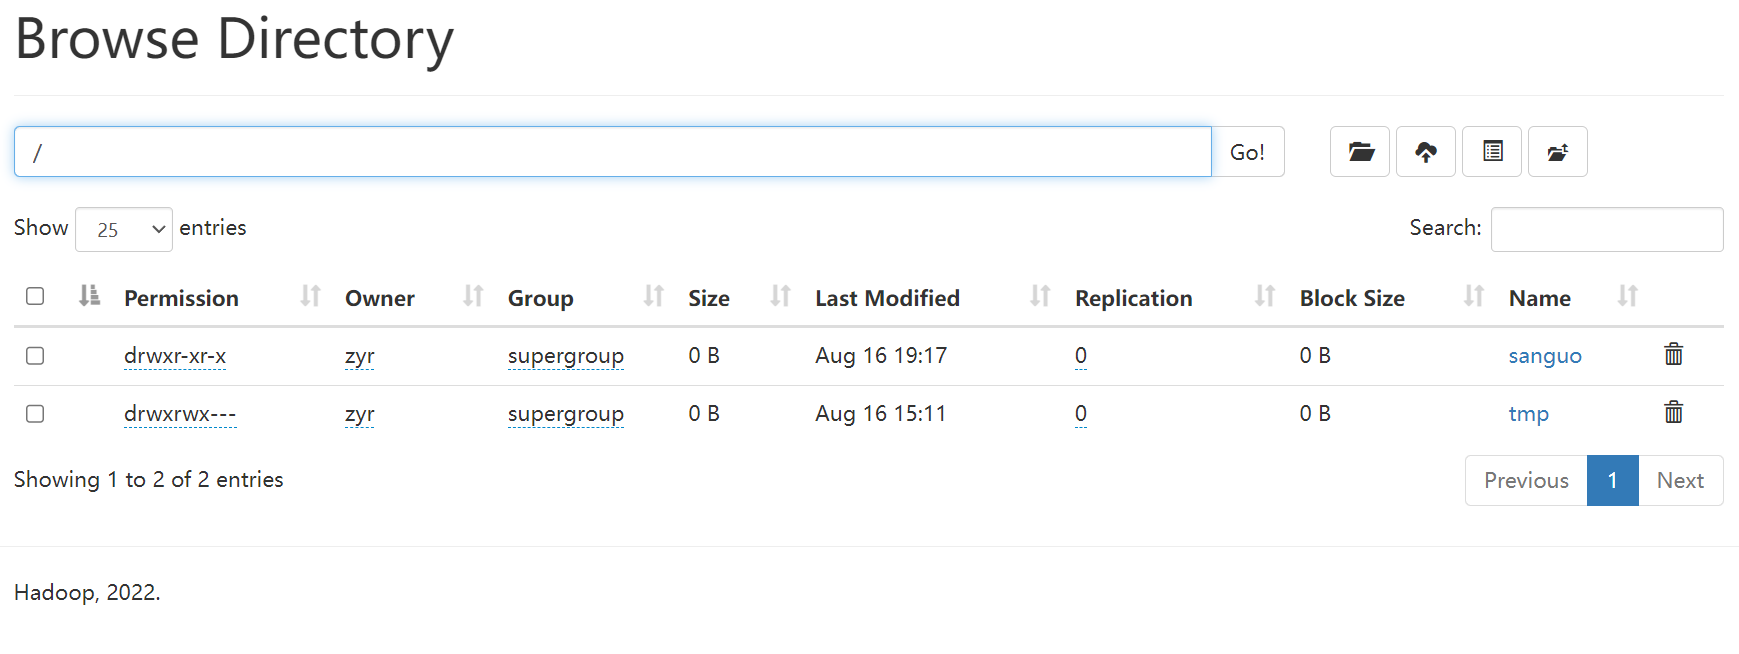 Browse Directory
/ Go!
Show 25 entries Search:
Permission Owner Group Size Last Modified Replication Block Size Name
drwxr-xr-x zyr supergroup 0 B Aug 16 19:17 0 0 B sanguo
drwxrwx--- zyr supergroup 0 B Aug 16 15:11 0 0 B tmp
Showing 1 to 2 of 2 entries Previous 1 Next
Hadoop, 2022.